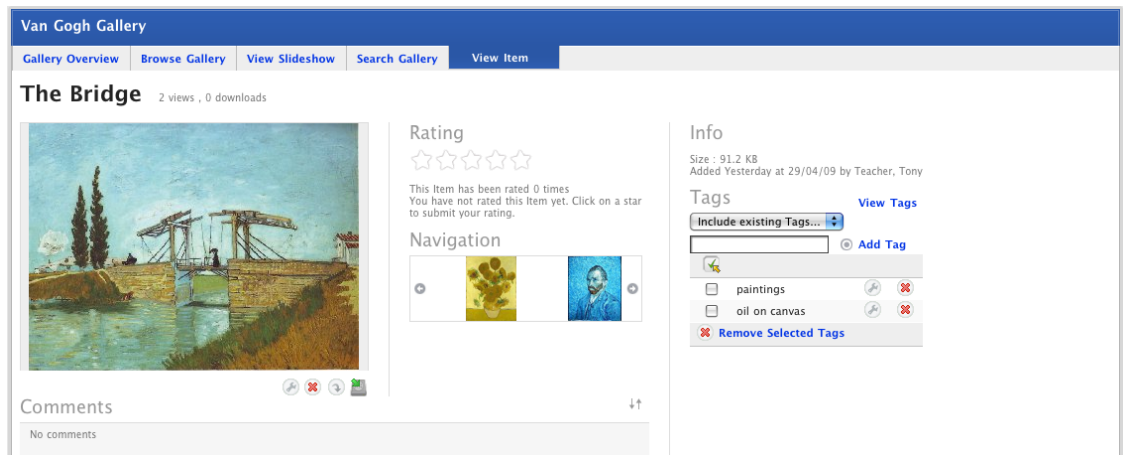 Van Gogh Gallery
Gallery Overview
Browse Gallery
View Slideshow
Search Gallery
View Item
The Bridge
2 views , 0 downloads
Rating
This Item has been rated 0 times
You have not rated this Item yet. Click on a star
to submit your rating.
Navigation
Info
Size : 91.2 KB
Added Yesterday at 29/04/09 by Teacher, Tony
Tags
View Tags
Include existing Tags...
Add Tag
paintings
oil on canvas
Remove Selected Tags
Comments
No comments